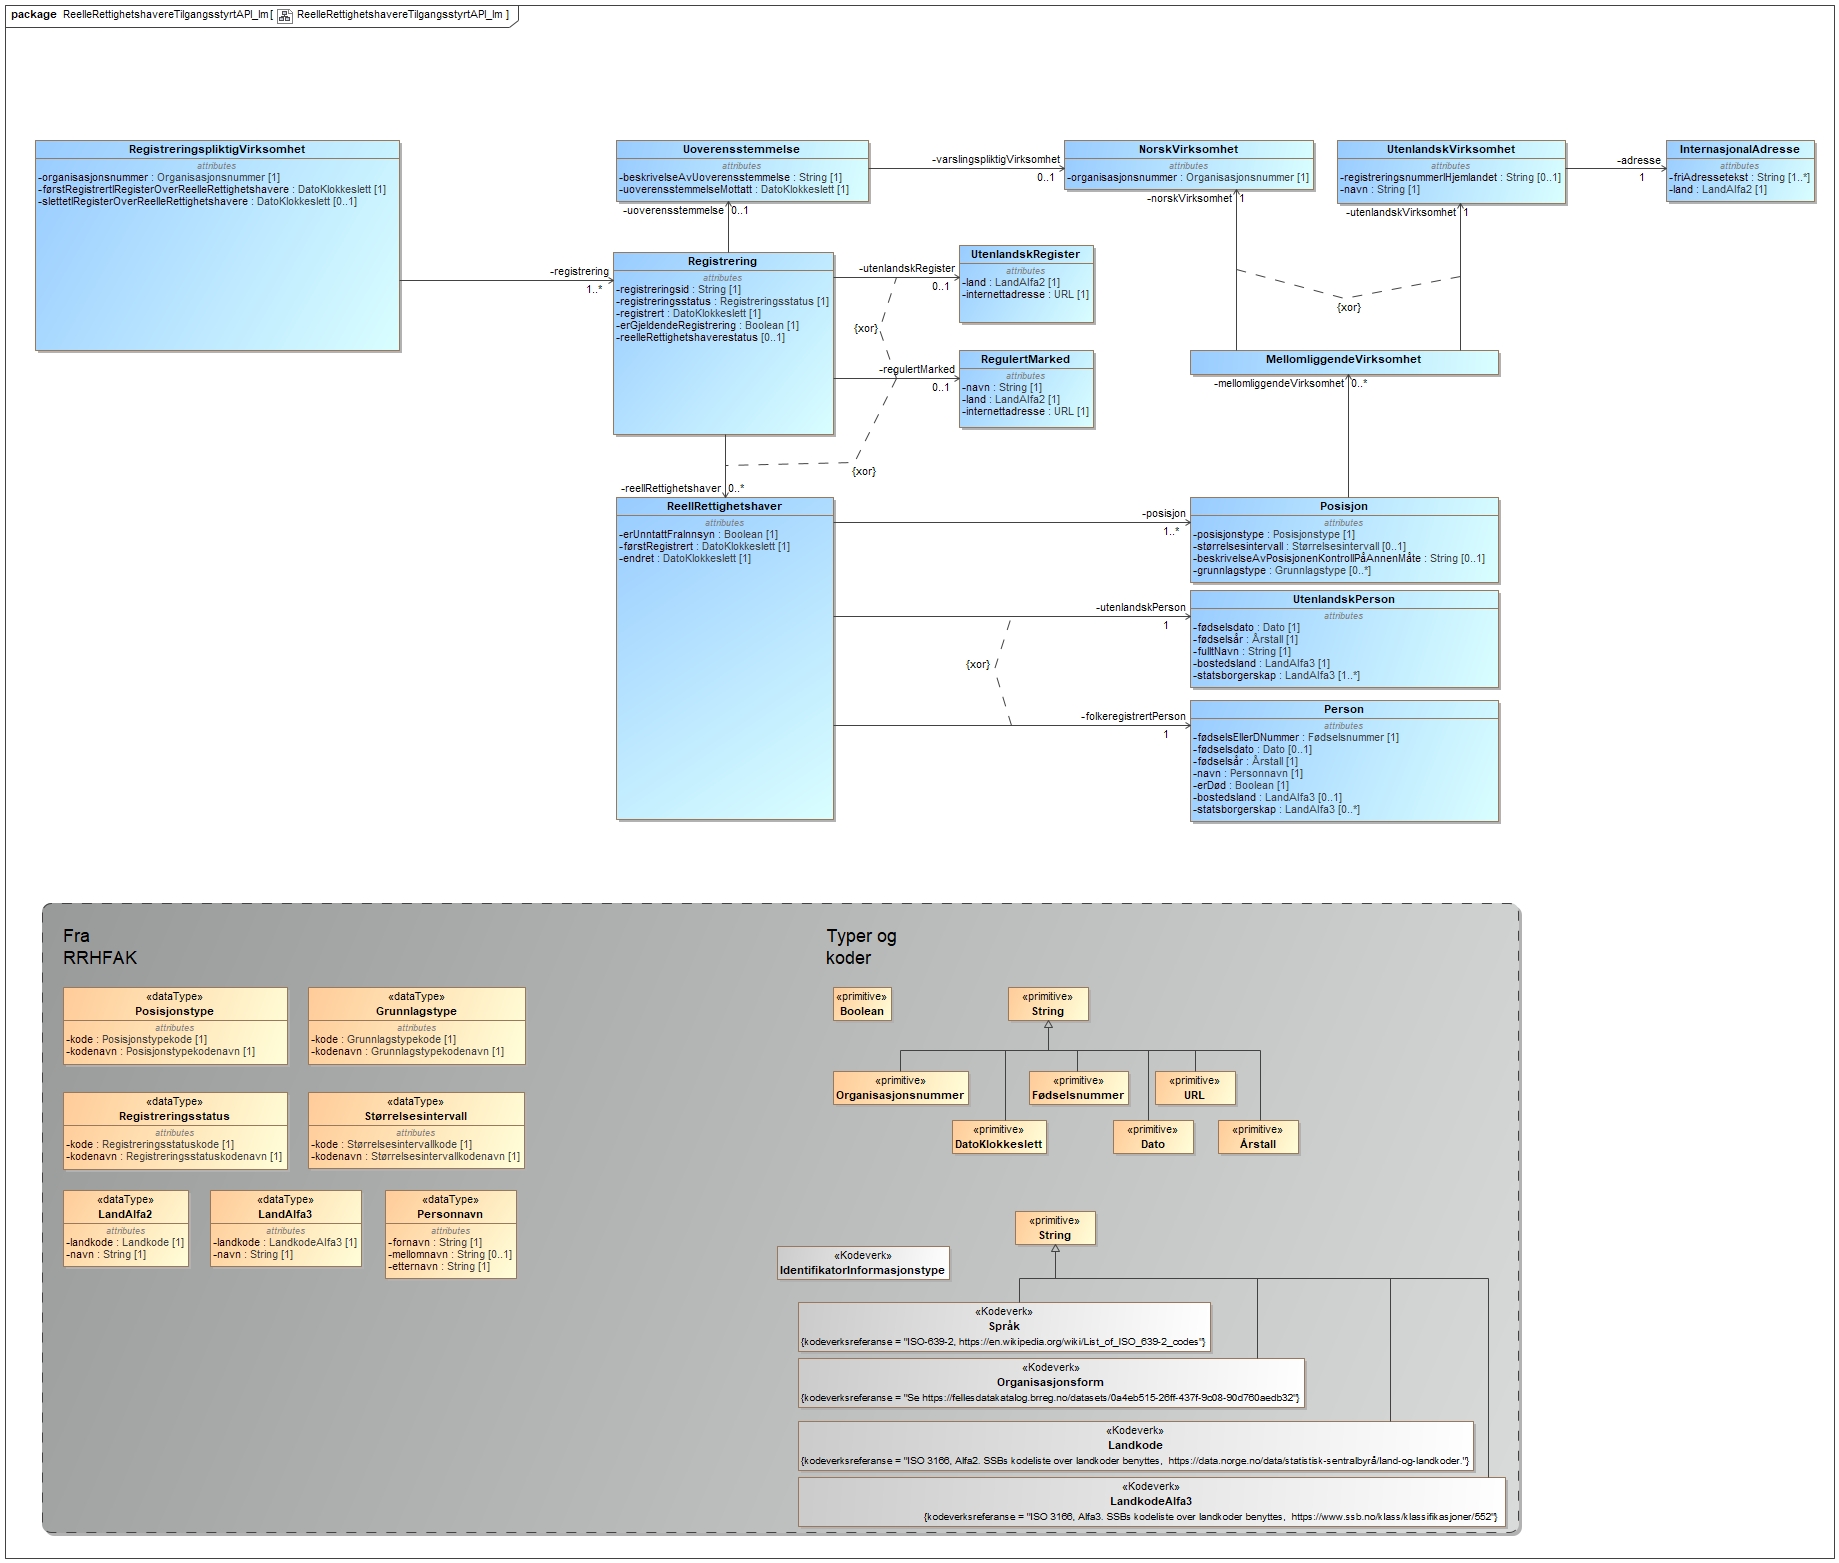 package ReelleRettighetshavereTilgangsstyrtAPI_Im [ ReelleRettighetshavereTilgangsstyrtAPI_Im ]
RegistreringspliktigVirksomhet
attributes
-organisasjonsnummer : Organisasjonsnummer [1]
-førstRegistrertIRegisterOverReelleRettighetshavere : DatoKlokkeslett [1]
-slettetIRegisterOverReelleRettighetshavere : DatoKlokkeslett [0..1]
-registrering
1..*
Uoverensstemmelse
attributes
-beskrivelseAvUoverensstemmelse : String [1]
-uoverensstemmelseMottatt : DatoKlokkeslett [1]
-uoverensstemmelse 0..1
-varslingspliktigVirksomhet
0..1
NorskVirksomhet
attributes
-organisasjonsnummer : Organisasjonsnummer [1]
-norskVirksomhet 1
UtenlandskVirksomhet
attributes
-registreringsnummerIHjemlandet : String [0..1]
-navn : String [1]
-utenlandskVirksomhet 1
-adresse
1
InternasjonalAdresse
attributes
-friAdressetekst : String [1..*]
-land : LandAlfa2 [1]
Registrering
attributes
-registreringsid : String [1]
-registreringsstatus : Registreringsstatus [1]
-registrert : DatoKlokkeslett [1]
-erGjeldendeRegistrering : Boolean [1]
-reelleRettighetshaverestatus [0..1]
-utenlandskRegister
0..1
UtenlandskRegister
attributes
-land : LandAlfa2 [1]
-internettadresse : URL [1]
{xor}
{xor}
-regulertMarked
0..1
RegulertMarked
attributes
-navn : String [1]
-land : LandAlfa2 [1]
-internettadresse : URL [1]
MellomliggendeVirksomhet
-mellomliggendeVirksomhet 0..*
{xor}
-reellRettighetshaver 0..*
ReellRettighetshaver
attributes
-erUnntattFraInnsyn : Boolean [1]
-førstRegistrert : DatoKlokkeslett [1]
-endret : DatoKlokkeslett [1]
-posisjon
1..*
Posisjon
attributes
-posisjonstype : Posisjonstype [1]
-størrelsesintervall : Størrelsesintervall [0..1]
-beskrivelseAvPosisjonenKontrollPåAnnenMåte : String [0..1]
-grunnlagstype : Grunnlagstype [0..*]
-utenlandskPerson
1
UtenlandskPerson
attributes
-fødselsdato : Dato [1]
-fødselsår : Årstall [1]
-fulltNavn : String [1]
-bostedsland : LandAlfa3 [1]
-statsborgerskap : LandAlfa3 [1..*]
{xor}
-folkeregistrertPerson
1
Person
attributes
-fødselsEllerDNummer : Fødselsnummer [1]
-fødselsdato : Dato [0..1]
-fødselsår : Årstall [1]
-navn : Personnavn [1]
-erDød : Boolean [1]
-bostedsland : LandAlfa3 [0..1]
-statsborgerskap : LandAlfa3 [0..*]
Fra
RRHFAK
«dataType»
Posisjonstype
attributes
-kode : Posisjonstypekode [1]
-kodenavn : Posisjonstypekodenavn [1]
«dataType»
Grunnlagstype
attributes
-kode : Grunnlagstypekode [1]
-kodenavn : Grunnlagstypekodenavn [1]
«dataType»
Registreringsstatus
attributes
-kode : Registreringsstatuskode [1]
-kodenavn : Registreringsstatuskodenavn [1]
«dataType»
Størrelsesintervall
attributes
-kode : Størrelsesintervallkode [1]
-kodenavn : Størrelsesintervallkodenavn [1]
«dataType»
LandAlfa2
attributes
-landkode : Landkode [1]
-navn : String [1]
«dataType»
LandAlfa3
attributes
-landkode : LandkodeAlfa3 [1]
-navn : String [1]
«dataType»
Personnavn
attributes
-fornavn : String [1]
-mellomnavn : String [0..1]
-etternavn : String [1]
Typer og
koder
«primitive»
Boolean
«primitive»
String
«primitive»
Organisasjonsnummer
«primitive»
Fødselsnummer
«primitive»
URL
«primitive»
DatoKlokkeslett
«primitive»
Dato
«primitive»
Årstall
«primitive»
String
«Kodeverk»
IdentifikatorInformasjonstype
«Kodeverk»
Språk
{kodeverksreferanse = "ISO-639-2, https://en.wikipedia.org/wiki/List_of_ISO_639-2_codes"}
«Kodeverk»
Organisasjonsform
{kodeverksreferanse = "Se https://fellesdatakatalog.brreg.no/datasets/0a4eb515-26ff-437f-9c08-90d760aedb32"}
«Kodeverk»
Landkode
{kodeverksreferanse = "ISO 3166, Alfa2. SSBs kodeliste over landkoder benyttes, https://data.norge.no/data/statistisk-sentralbyrå/land-og-landkoder."}
«Kodeverk»
LandkodeAlfa3
{kodeverksreferanse = "ISO 3166, Alfa3. SSBs kodeliste over landkoder benyttes, https://www.ssb.no/klass/klassifikasjoner/552"}